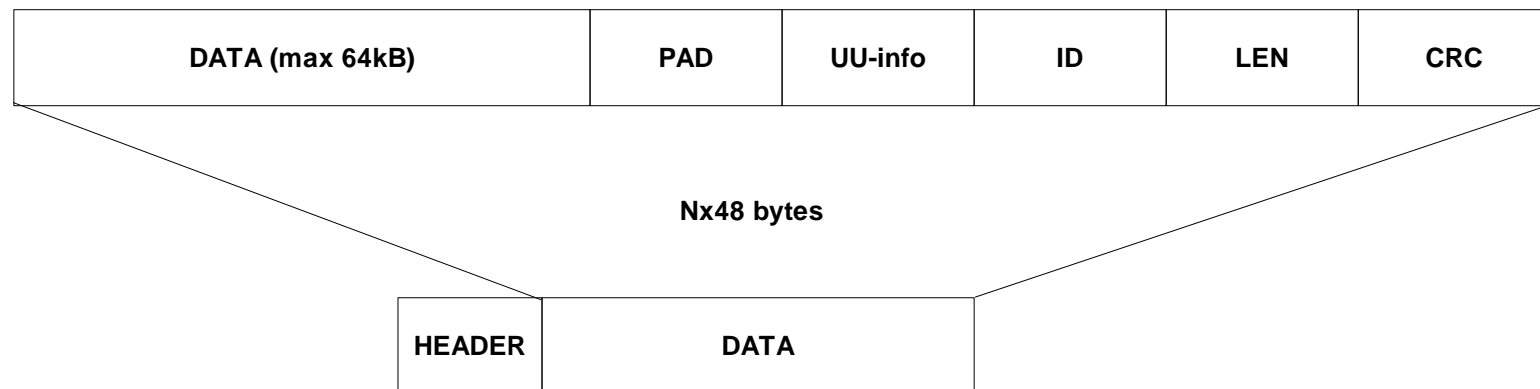 DATA (max 64kB) PAD UU-info ID LEN CRC
Nx48 bytes
HEADER DATA